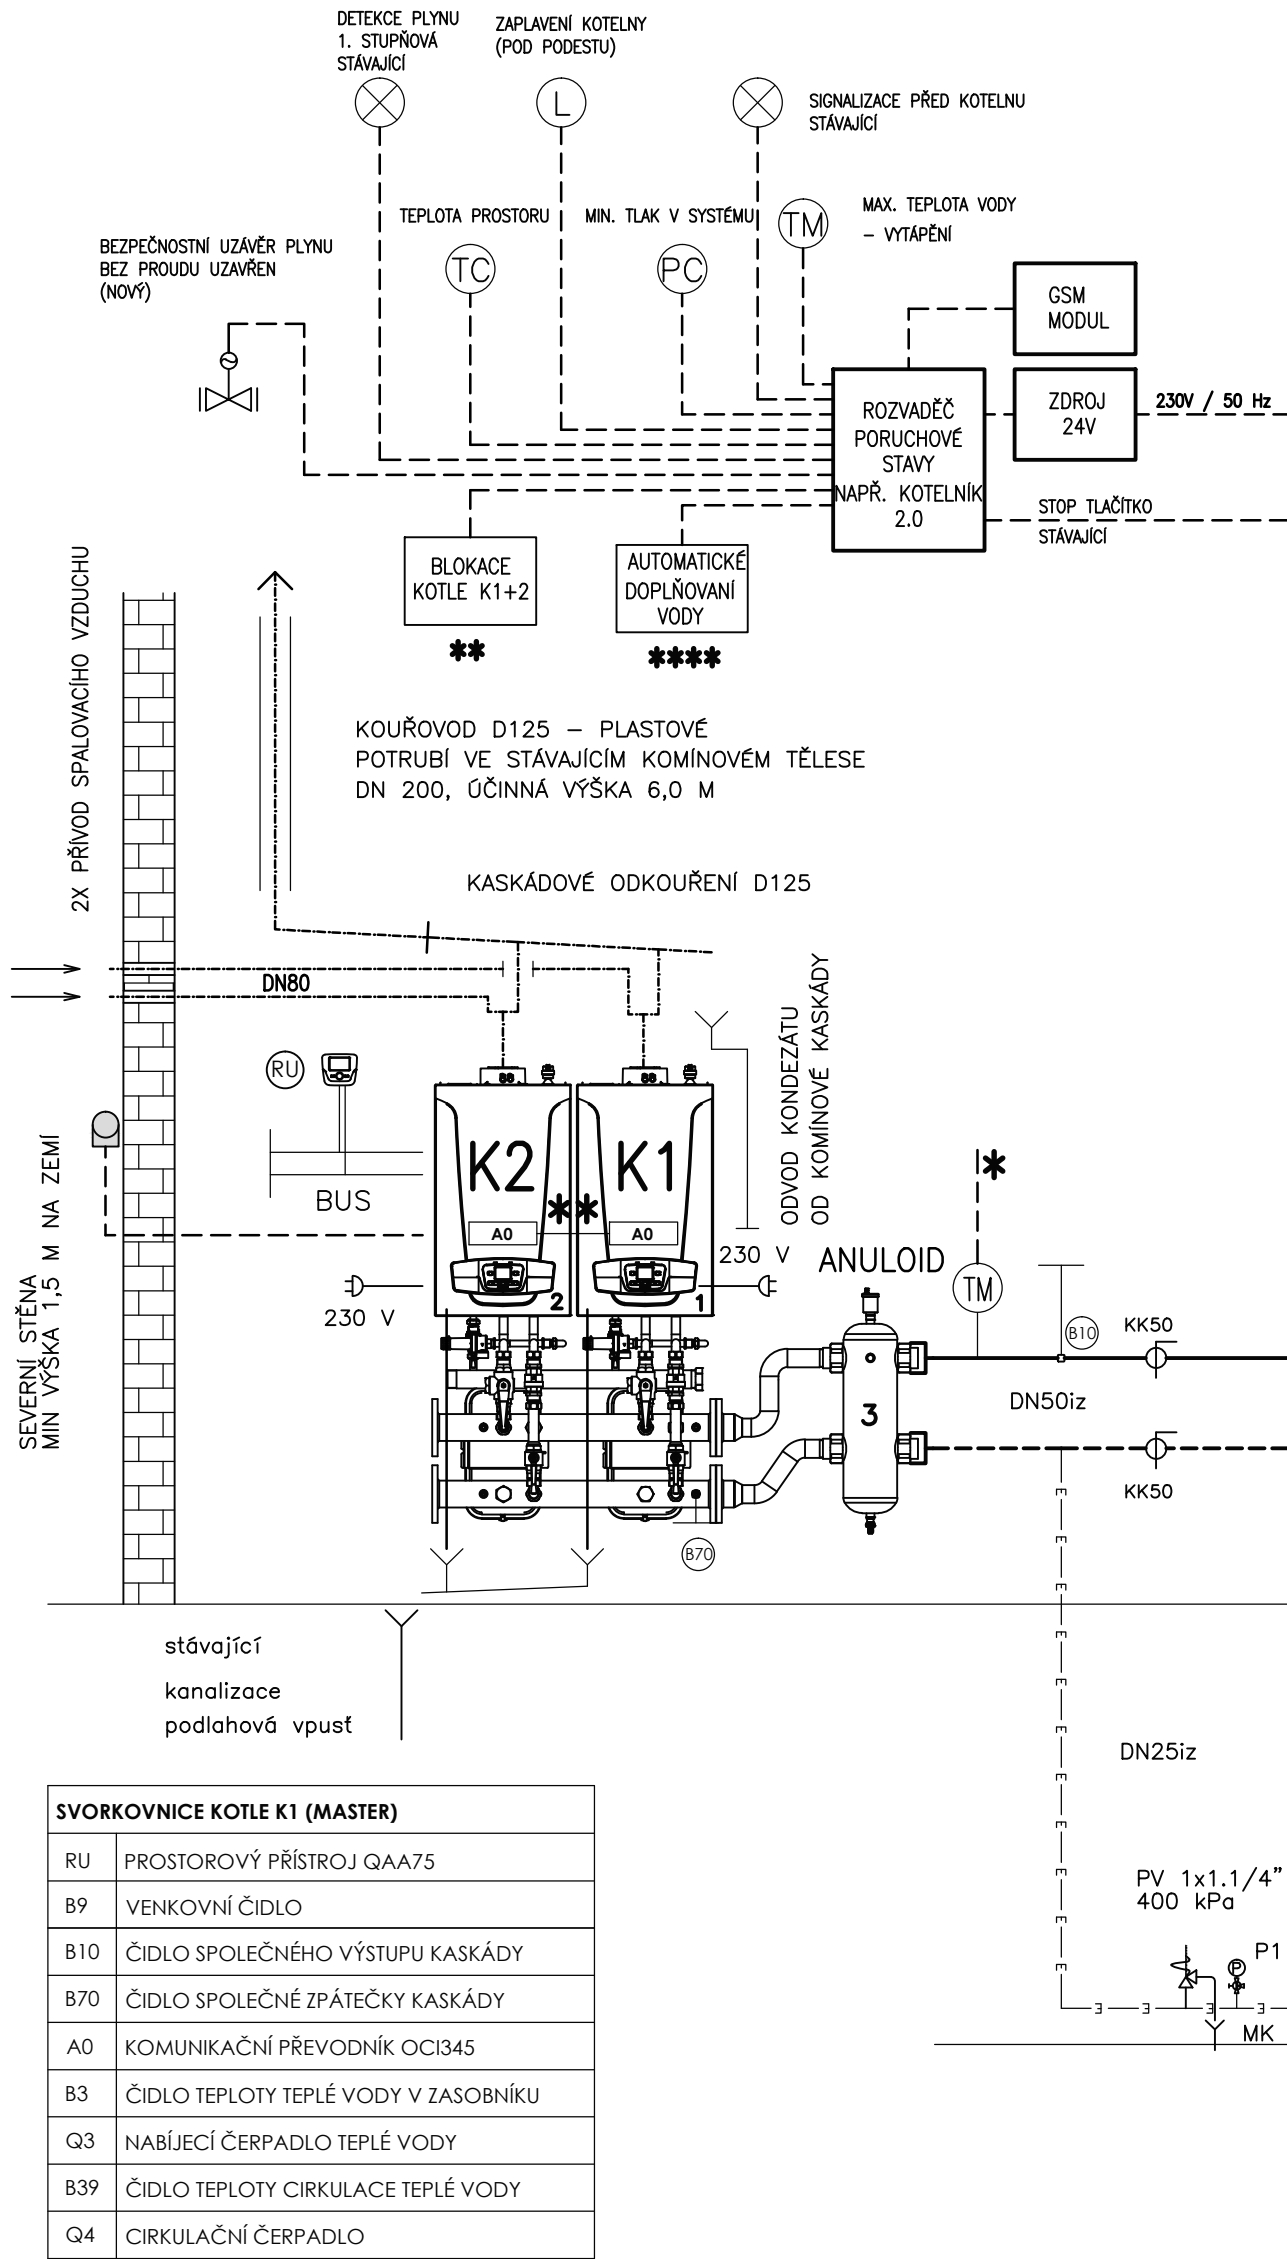 DETEKCE PLYNU
1. STUPŇOVÁ
STÁVAJÍCÍ
ZAPLAVENÍ KOTELNY
(POD PODESTU)
L
SIGNALIZACE PŘED KOTELNU
STÁVAJÍCÍ
TEPLOTA PROSTORU
TC
MIN. TLAK V SYSTÉMU
PC
TM
MAX. TEPLOTA VODY
– VYTÁPĚNÍ
BEZPEČNOSTNÍ UZÁVĚR PLYNU
BEZ PROUDU UZAVŘEN
(NOVÝ)
GSM
MODUL
ROZVADĚČ
PORUCHOVÉ
STAVY
NAPŘ. KOTELNÍK
2.0
ZDROJ
24V
230V / 50 Hz
STOP TLAČÍTKO
STÁVAJÍCÍ
BLOKACE
KOTLE K1+2
**
AUTOMATICKÉ
DOPLŇOVANÍ
VODY
****
2X PŘÍVOD SPALOVACÍHO VZDUCHU
KOUŘOVOD D125 – PLASTOVÉ
POTRUBÍ VE STÁVAJÍCÍM KOMÍNOVÉM TĚLESE
DN 200, ÚČINNÁ VÝŠKA 6,0 M
KASKÁDOVÉ ODKOUŘENÍ D125
DN80
ODVOD KONDEZÁTU
OD KOMÍNOVÉ KASKÁDY
RU
BUS
K2
K1
**
A0
A0
2
1
230 V
230 V
SEVERNÍ STĚNA
MIN VÝŠKA 1,5 M NA ZEMÍ
ANULOID
3
*
TM
B10
KK50
DN50iz
KK50
B70
stávající
kanalizace
podlahová vpusť
DN25iz
PV 1x1.1/4"
400 kPa
P
P1
MK
SVORKOVNICE KOTLE K1 (MASTER)
RU PROSTOROVÝ PŘÍSTROJ QAA75
B9 VENKOVNÍ ČIDLO
B10 ČIDLO SPOLEČNÉHO VÝSTUPU KASKÁDY
B70 ČIDLO SPOLEČNÉ ZPÁTEČKY KASKÁDY
A0 KOMUNIKAČNÍ PŘEVODNÍK OCI345
B3 ČIDLO TEPLOTY TEPLÉ VODY V ZASOBNÍKU
Q3 NABÍJECÍ ČERPADLO TEPLÉ VODY
B39 ČIDLO TEPLOTY CIRKULACE TEPLÉ VODY
Q4 CIRKULAČNÍ ČERPADLO